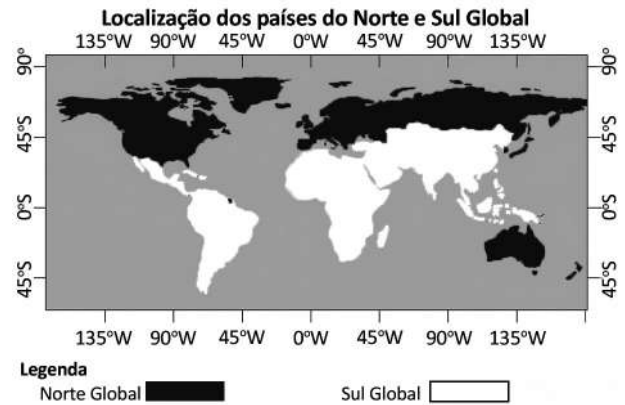 Localização dos países do Norte e Sul Global
135°W 90°W 45°W 0°W 45°W 90°W 135°W
90°
45°W
0°S
45°S
90°
45°W
0°S
45°S
135°W 90°W 45°W 0°W 45°W 90°W 135°W
Legenda
Norte Global
Sul Global